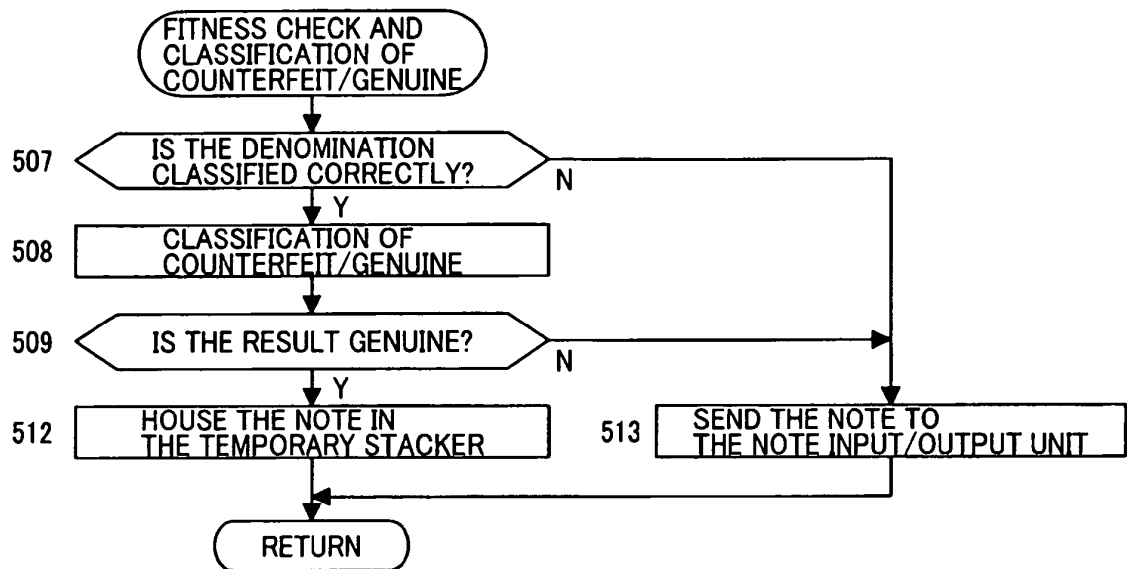 FITNESS CHECK AND
CLASSIFICATION OF
COUNTERFEIT/GENUINE
507
IS THE DENOMINATION
CLASSIFIED CORRECTLY?
N
Y
508
CLASSIFICATION OF
COUNTERFEIT/GENUINE
509
IS THE RESULT GENUINE?
N
Y
512
HOUSE THE NOTE IN
THE TEMPORARY STACKER
513
SEND THE NOTE TO
THE NOTE INPUT/OUTPUT UNIT
RETURN